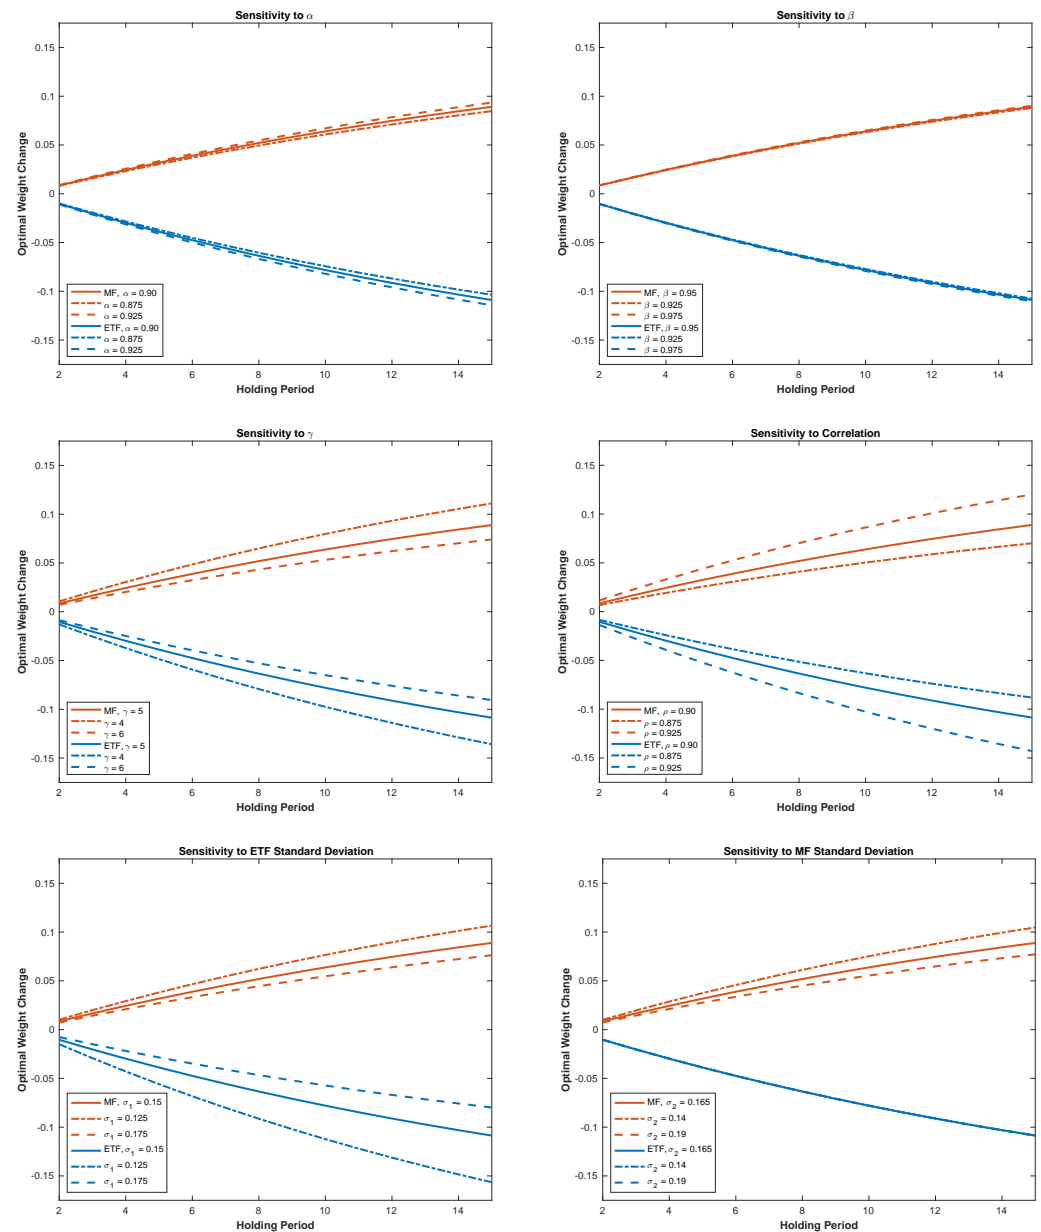 Sensitivity to α
Optimal Weight Change
0.15
0.1
0.05
0
-0.05
-0.1
-0.15
MF, α = 0.90
α = 0.875
α = 0.925
ETF, α = 0.90
α = 0.875
α = 0.925
2 4 6 8 10 12 14
Holding Period
Sensitivity to β
Optimal Weight Change
0.15
0.1
0.05
0
-0.05
-0.1
-0.15
MF, β = 0.95
β = 0.925
β = 0.975
ETF, β = 0.95
β = 0.925
β = 0.975
2 4 6 8 10 12 14
Holding Period
Sensitivity to γ
Optimal Weight Change
0.15
0.1
0.05
0
-0.05
-0.1
-0.15
MF, γ = 5
γ = 4
γ = 6
ETF, γ = 5
γ = 4
γ = 6
2 4 6 8 10 12 14
Holding Period
Sensitivity to Correlation
Optimal Weight Change
0.15
0.1
0.05
0
-0.05
-0.1
-0.15
MF, ρ = 0.90
ρ = 0.875
ρ = 0.925
ETF, ρ = 0.90
ρ = 0.875
ρ = 0.925
2 4 6 8 10 12 14
Holding Period
Sensitivity to ETF Standard Deviation
Optimal Weight Change
0.15
0.1
0.05
0
-0.05
-0.1
-0.15
MF, σ₁ = 0.15
σ₁ = 0.125
σ₁ = 0.175
ETF, σ₁ = 0.15
σ₁ = 0.125
σ₁ = 0.175
2 4 6 8 10 12 14
Holding Period
Sensitivity to MF Standard Deviation
Optimal Weight Change
0.15
0.1
0.05
0
-0.05
-0.1
-0.15
MF, σ₂ = 0.165
σ₂ = 0.14
σ₂ = 0.19
ETF, σ₂ = 0.165
σ₂ = 0.14
σ₂ = 0.19
2 4 6 8 10 12 14
Holding Period